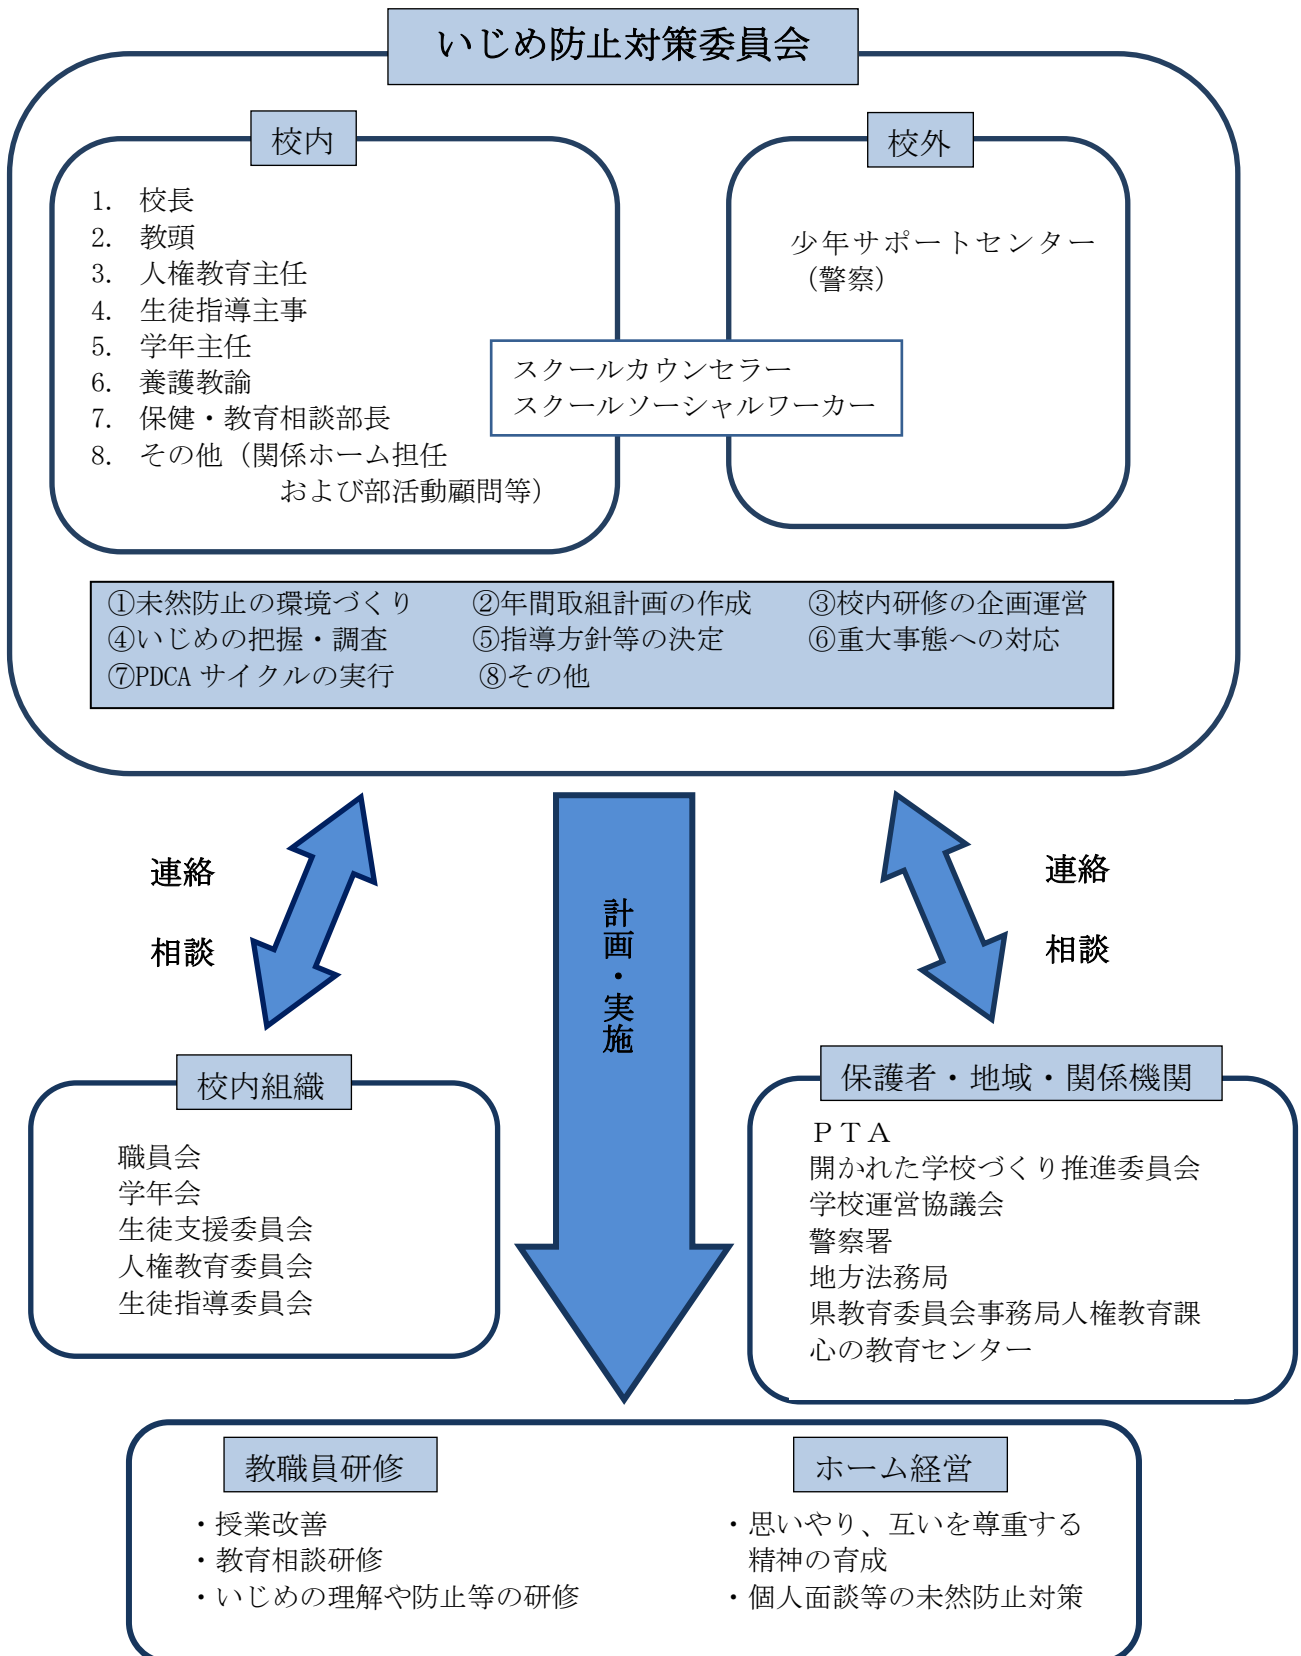 いじめ防止対策委員会
校内
1. 校長
2. 教頭
3. 人権教育主任
4. 生徒指導主事
5. 学年主任
6. 養護教諭
7. 保健・教育相談部長
8. その他（関係ホーム担任
および部活動顧問等）
校外
少年サポートセンター
（警察）
スクールカウンセラー
スクールソーシャルワーカー
①未然防止の環境づくり ②年間取組計画の作成 ③校内研修の企画運営
④いじめの把握・調査 ⑤指導方針等の決定 ⑥重大事態への対応
⑦PDCA サイクルの実行 ⑧その他
連絡
相談
計画・実施
連絡
相談
校内組織
職員会
学年会
生徒支援委員会
人権教育委員会
生徒指導委員会
保護者・地域・関係機関
ＰＴＡ
開かれた学校づくり推進委員会
学校運営協議会
警察署
地方法務局
県教育委員会事務局人権教育課
心の教育センター
教職員研修
・授業改善
・教育相談研修
・いじめの理解や防止等の研修
ホーム経営
・思いやり、互いを尊重する
精神の育成
・個人面談等の未然防止対策